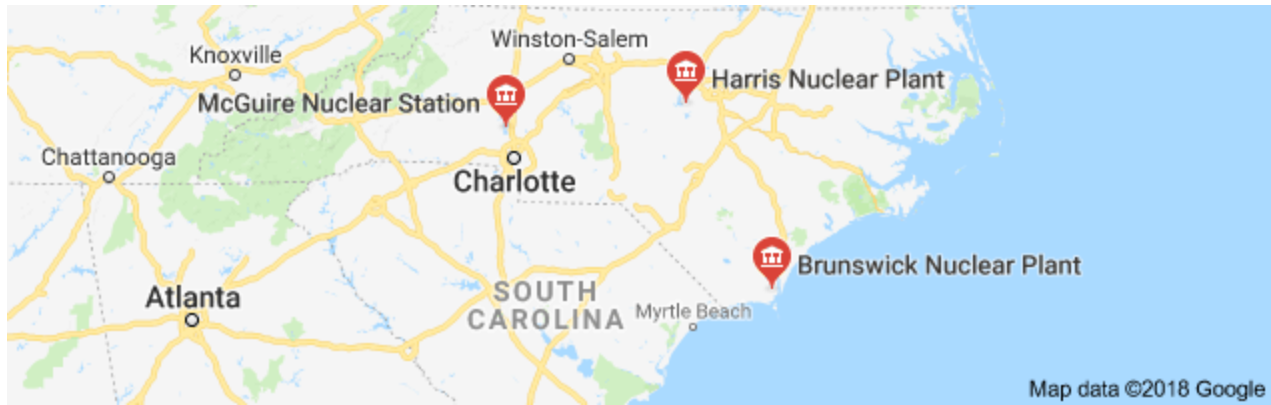 Winston-Salem
Knoxville
Harris Nuclear Plant
McGuire Nuclear Station
Chattanooga
Charlotte
Brunswick Nuclear Plant
Atlanta
SOUTH
CAROLINA
Myrtle Beach
Map data ©2018 Google